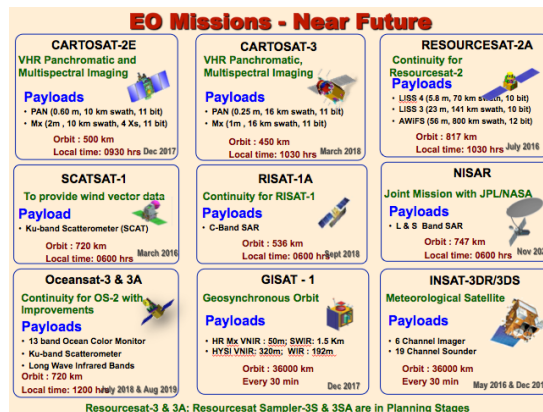 EO Missions - Near Future
CARTOSAT-2E
VHR Panchromatic and
Multispectral Imaging
Payloads
• PAN (0.60 m, 10 km swath, 11 bit)
• Mx (2m , 10 km swath, 4 Xs, 11 bit)
Orbit : 500 km
Local time: 0930 hrs
Dec 2017
CARTOSAT-3
VHR Panchromatic,
Multispectral Imaging
Payloads
• PAN (0.25 m, 16 km swath, 11 bit)
• Mx (1m , 16 km swath, 11 bit)
Orbit : 450 km
Local time: 1030 hrs
March 2018
RESOURCESAT-2A
Continuity for
Resourcesat-2
Payloads
• LISS 4 (5.8 m, 70 km swath, 10 bit)
• LISS 3 (23 m, 141 km swath, 10 bit)
• AWiFS (56 m, 800 km swath, 12 bit)
Orbit : 817 km
Local time: 1030 hrs
July 2016
SCATSAT-1
To provide wind vector data
Payload
• Ku-band Scatterometer (SCAT)
Orbit : 720 km
Local time: 0600 hrs
March 2016
RISAT-1A
Continuity for RISAT-1
Payload
• C-Band SAR
Orbit : 536 km
Local time: 0600 hrs
Sept 2018
NISAR
Joint Mission with JPL/NASA
Payloads
• L & S Band SAR
Orbit : 747 km
Local time: 0600 hrs
Nov
Oceansat-3 & 3A
Continuity for OS-2 with
Improvements
Payloads
• 13 band Ocean Color Monitor
• Ku-band Scatterometer
• Long Wave Infrared Bands
Orbit : 720 km
Local time: 1200 hrs
July 2018 & Aug 2019
GISAT - 1
Geosynchronous Orbit
Payloads
• HR Mx VNIR : 50m; SWIR: 1.5 Km
• HYSI VNIR: 320m; WIR : 192m
Orbit : 36000 km
Every 30 min
Dec 2017
INSAT-3DR/3DS
Meteorological Satellite
Payloads
• 6 Channel Imager
• 19 Channel Sounder
Orbit : 36000 km
Every 30 min
May 2016 & Dec
Resourcesat-3 & 3A: Resourcesat Sampler-3S & 3SA are in Planning Stages